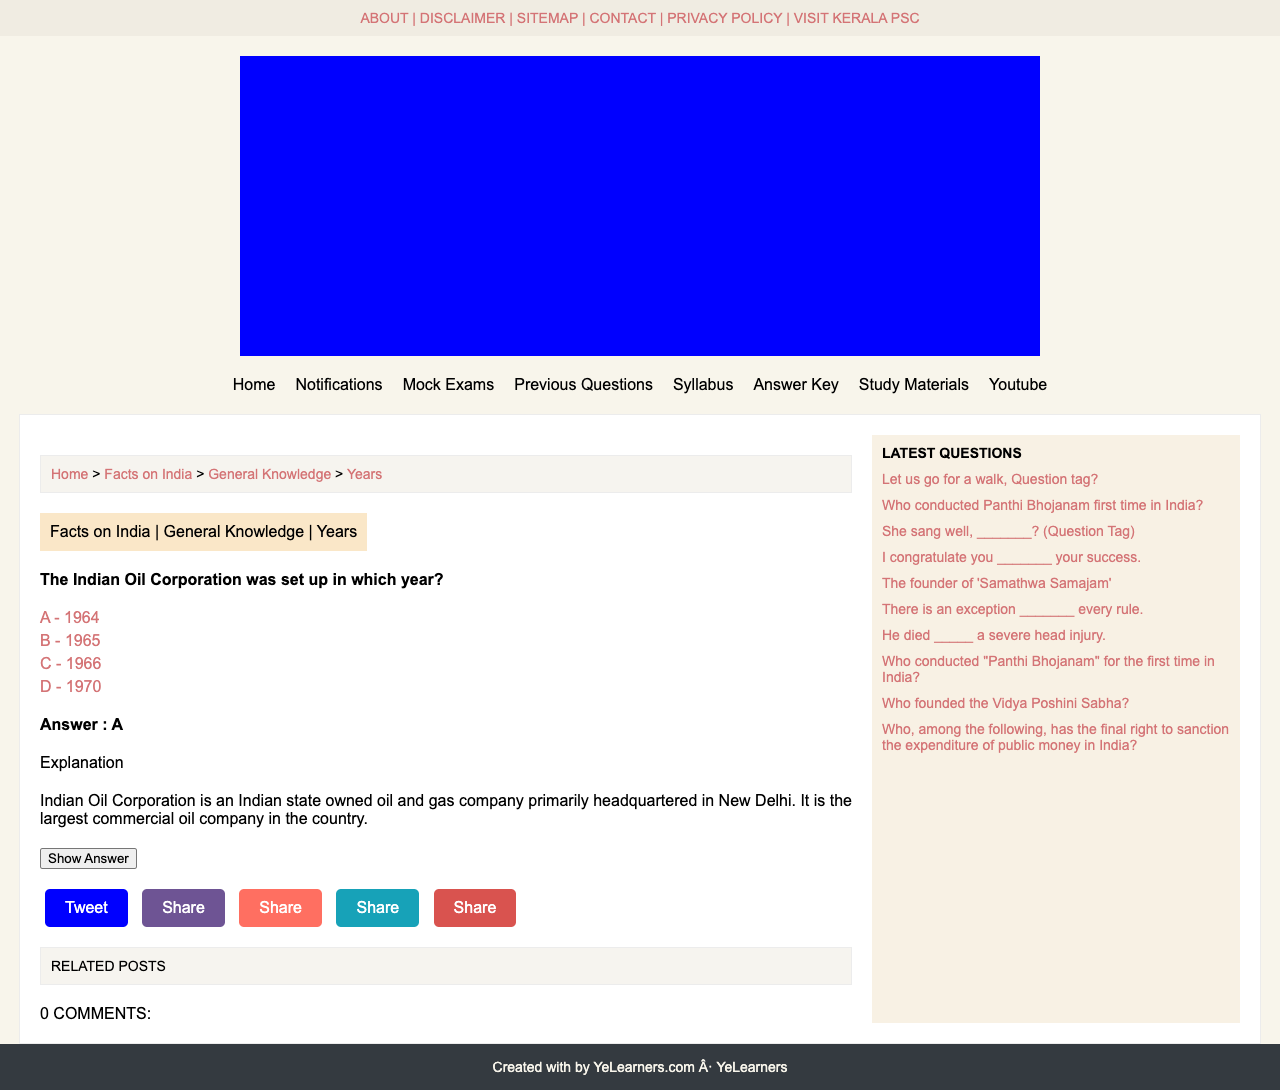 ABOUT | DISCLAIMER | SITEMAP | CONTACT | PRIVACY POLICY | VISIT KERALA PSC
Home Notifications Mock Exams Previous Questions Syllabus Answer Key Study Materials Youtube
Home > Facts on India > General Knowledge > Years
Facts on India | General Knowledge | Years
The Indian Oil Corporation was set up in which year?
A - 1964
B - 1965
C - 1966
D - 1970
Answer : A
Explanation
Indian Oil Corporation is an Indian state owned oil and gas company primarily headquartered in New Delhi. It is the
largest commercial oil company in the country.
Show Answer
Tweet Share Share Share Share
RELATED POSTS
0 COMMENTS:
LATEST QUESTIONS
Let us go for a walk, Question tag?
Who conducted Panthi Bhojanam first time in India?
She sang well, _______? (Question Tag)
I congratulate you _______ your success.
The founder of 'Samathwa Samajam'
There is an exception _______ every rule.
He died _____ a severe head injury.
Who conducted "Panthi Bhojanam" for the first time in
India?
Who founded the Vidya Poshini Sabha?
Who, among the following, has the final right to sanction
the expenditure of public money in India?
Created with by YeLearners.com Â· YeLearners